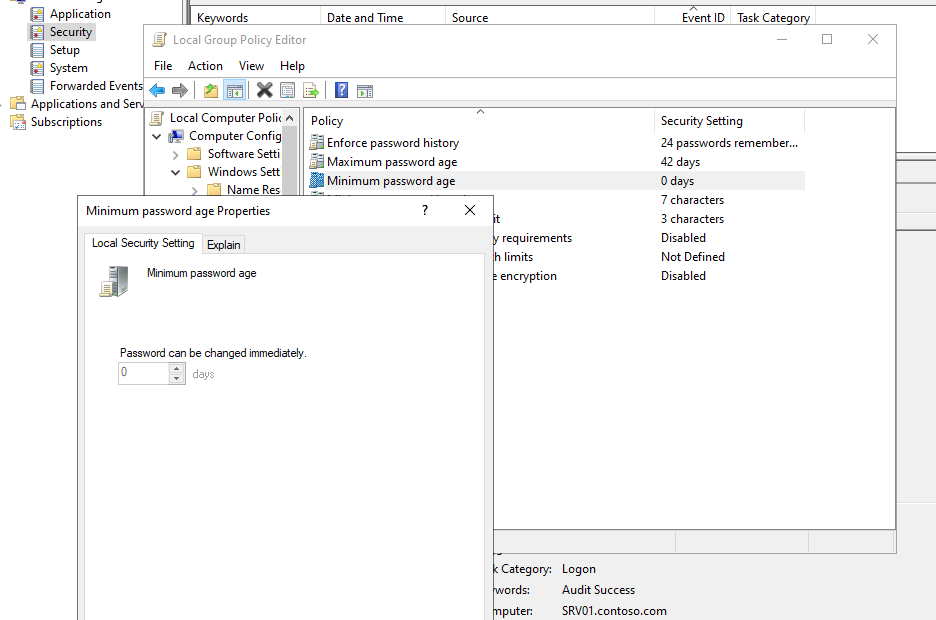 Application
Security
Setup
System
Forwarded Events
Applications and Serv
Subscriptions
Keywords Date and Time Source Event ID Task Category
Local Group Policy Editor
File Action View Help
Local Computer Polic
Computer Config
Software Setti
Windows Sett
Name Res
Policy Security Setting
Enforce password history 24 passwords remember...
Maximum password age 42 days
Minimum password age 0 days
7 characters
it 3 characters
y requirements Disabled
h limits Not Defined
e encryption Disabled
Minimum password age Properties
? 
Local Security Setting Explain
Minimum password age
Password can be changed immediately.
0 days
k Category: Logon
words: Audit Success
mputer: SRV01.contoso.com